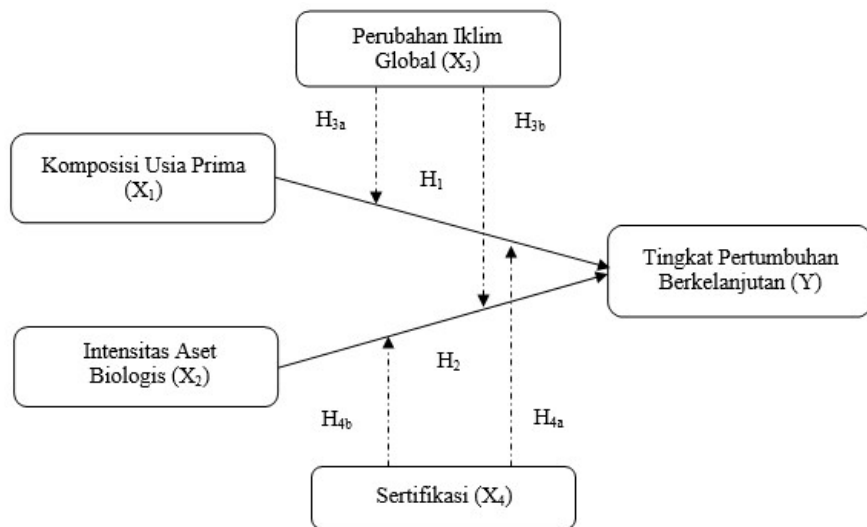 Perubahan Iklim
Global (X₃)
H₃ₐ
H₃b
Komposisi Usia Prima
(X₁)
H₁
Tingkat Pertumbuhan
Berkelanjutan (Y)
Intensitas Aset
Biologis (X₂)
H₂
H₄b
H₄ₐ
Sertifikasi (X₄)